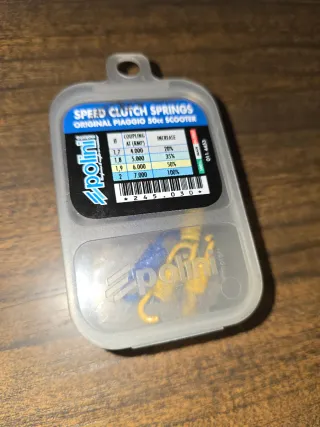 SPEED CLUTCH SPRINGS
ORIGINAL PIAGGIO 50cc SCOOTER
polini
Ø COUPLING AT (RMP) INCREASE
1,7 4.000 20%
1,8 5.000 35%
1,9 6.000 50%
2 7.000 100%
*245.030*
polini